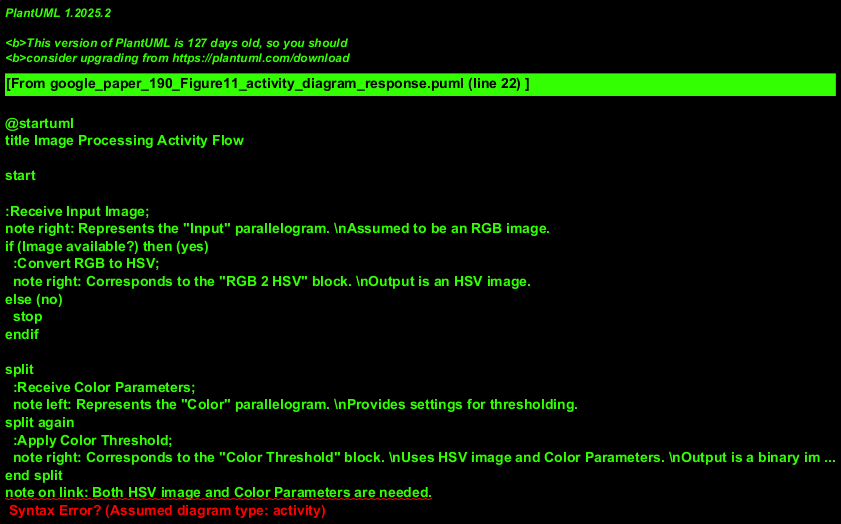 PlantUML 1.2025.2
<b>This version of PlantUML is 127 days old, so you should
<b>consider upgrading from https://plantuml.com/download
[From google_paper_190_Figure11_activity_diagram_response.puml (line 22) ]
@startuml
title Image Processing Activity Flow
start
:Receive Input Image;
note right: Represents the "Input" parallelogram. \nAssumed to be an RGB image.
if (Image available?) then (yes)
:Convert RGB to HSV;
note right: Corresponds to the "RGB 2 HSV" block. \nOutput is an HSV image.
else (no)
stop
endif
split
:Receive Color Parameters;
note left: Represents the "Color" parallelogram. \nProvides settings for thresholding.
split again
:Apply Color Threshold;
note right: Corresponds to the "Color Threshold" block. \nUses HSV image and Color Parameters. \nOutput is a binary im ...
end split
note on link: Both HSV image and Color Parameters are needed.
Syntax Error? (Assumed diagram type: activity)